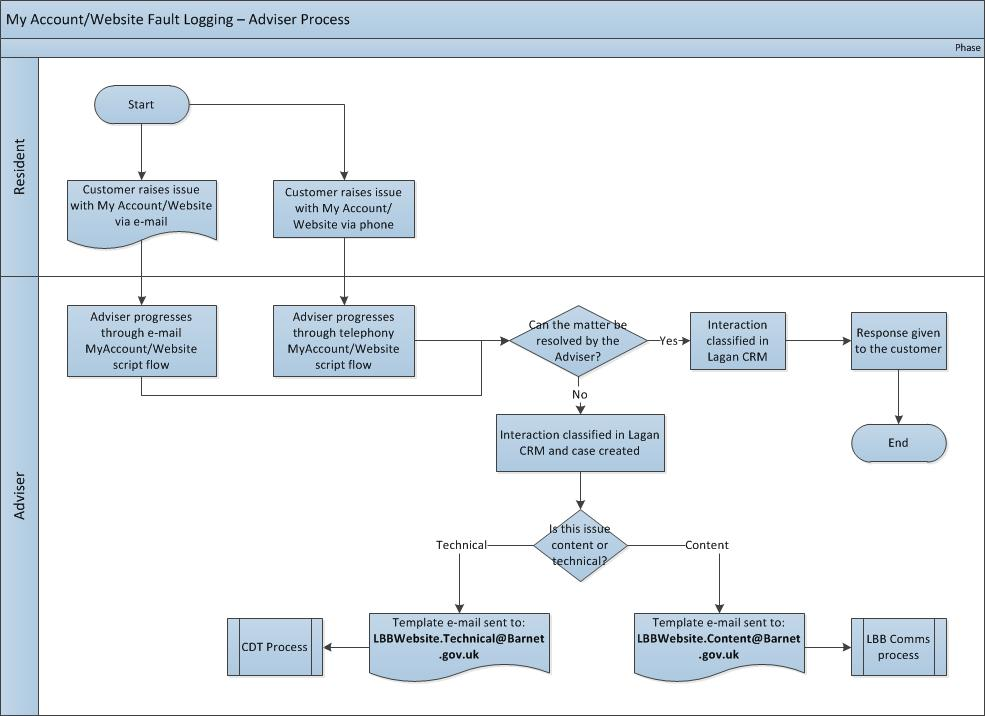 My Account/Website Fault Logging – Adviser Process
Phase
Resident
Start
Customer raises issue
with My Account/Website
via e-mail
Customer raises issue
with My Account/
Website via phone
Adviser
Adviser progresses
through e-mail
MyAccount/Website
script flow
Adviser progresses
through telephony
MyAccount/Website
script flow
Can the matter be
resolved by the
Adviser?
Yes
Interaction
classified in
Lagan CRM
Response given
to the customer
End
No
Interaction classified in Lagan
CRM and case created
Is this issue
content or
technical?
Technical
Content
Template e-mail sent to:
LBBWebsite.Technical@Barnet
.gov.uk
CDT Process
Template e-mail sent to:
LBBWebsite.Content@Barnet
.gov.uk
LBB Comms
process